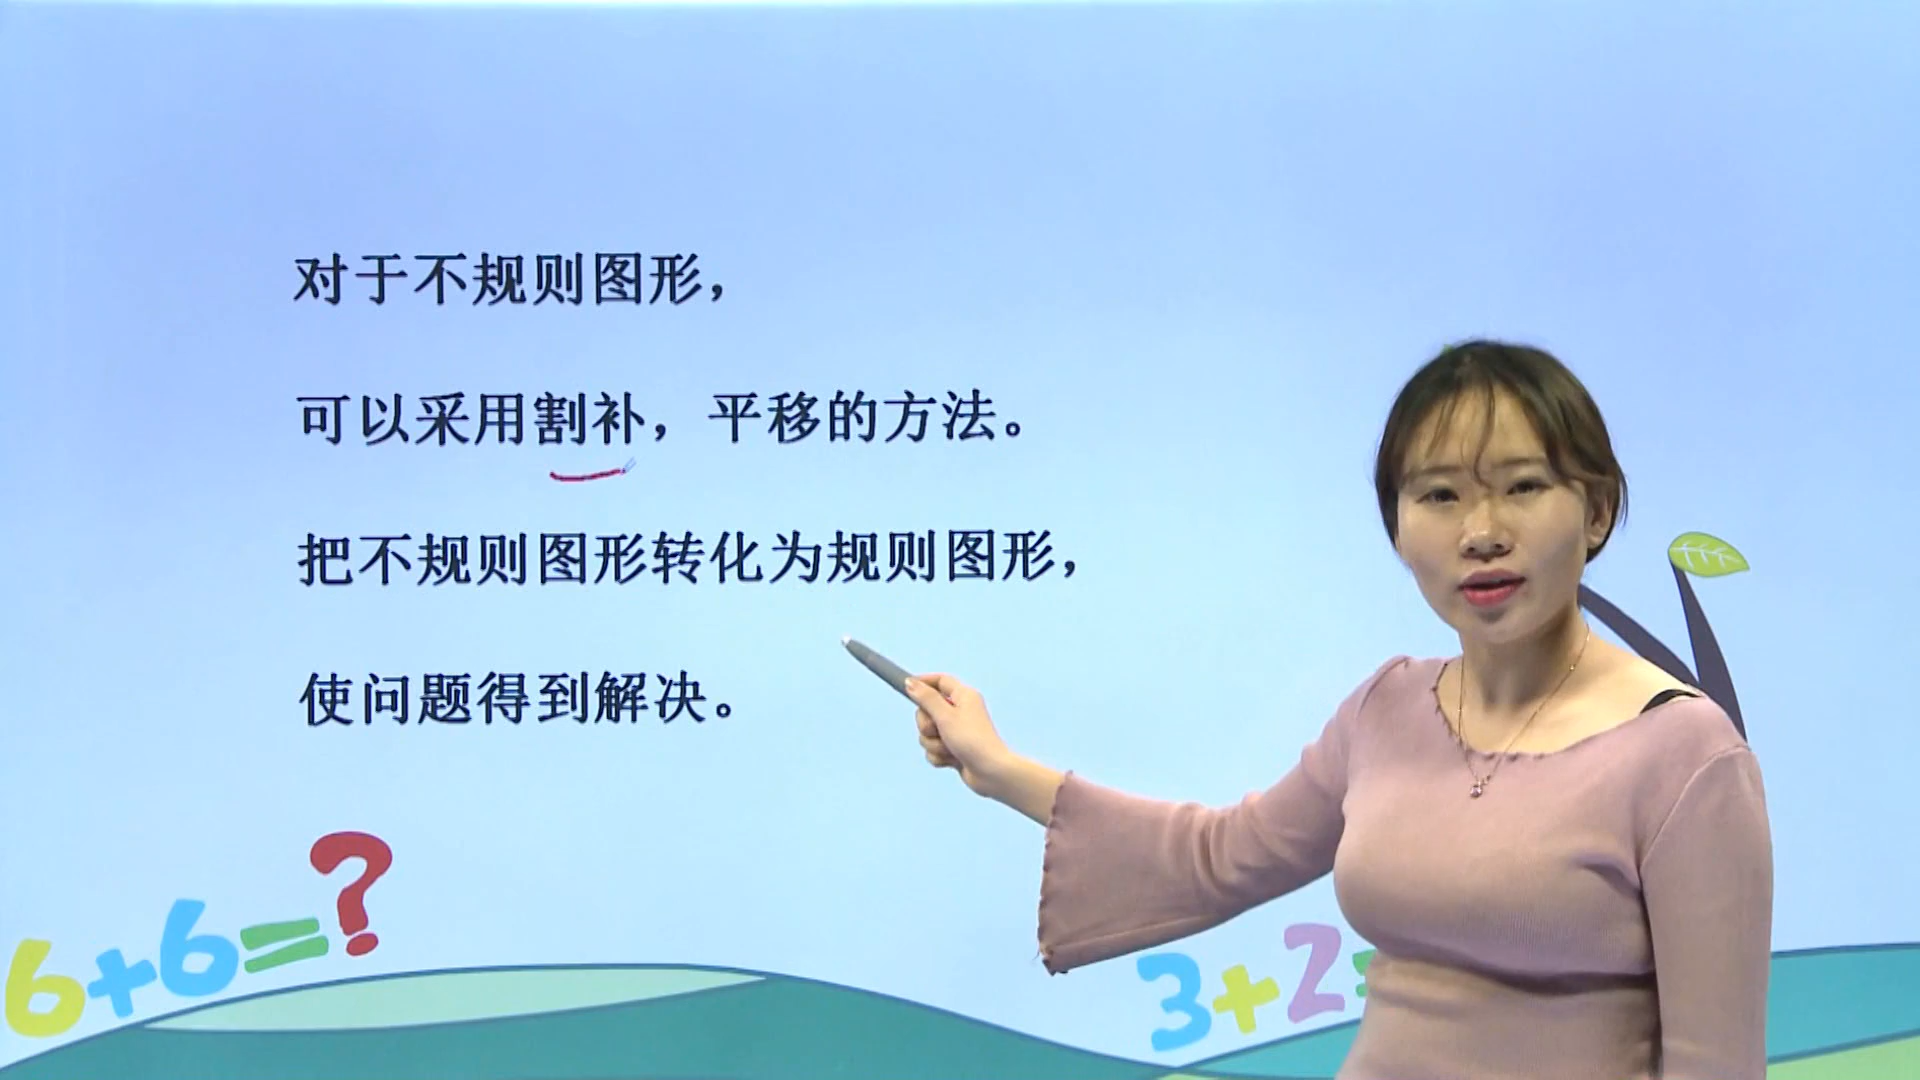 对于不规则图形，
可以采用割补，平移的方法。
把不规则图形转化为规则图形，
使问题得到解决。
6+6=?
3+2=